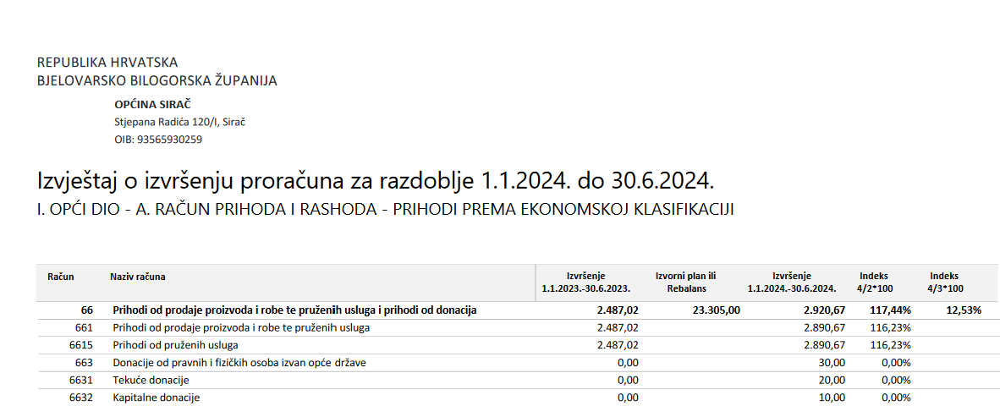 REPUBLIKA HRVATSKA
BJELOVARSKO BILOGORSKA ŽUPANIJA
OPĆINA SIRAČ
Stjepana Radića 120/I, Sirač
OIB: 93565930259
Izvještaj o izvršenju proračuna za razdoblje 1.1.2024. do 30.6.2024.
I. OPĆI DIO - A. RAČUN PRIHODA I RASHODA - PRIHODI PREMA EKONOMSKOJ KLASIFIKACIJI
Račun Naziv računa Izvršenje Izvorni plan ili Izvršenje Indeks Indeks
1.1.2023.-30.6.2023. Rebalans 1.1.2024.-30.6.2024. 4/2*100 4/3*100
66 Prihodi od prodaje proizvoda i robe te pruženih usluga i prihodi od donacija 2.487,02 23.305,00 2.920,67 117,44% 12,53%
661 Prihodi od prodaje proizvoda i robe te pruženih usluga 2.487,02 2.890,67 116,23%
6615 Prihodi od pruženih usluga 2.487,02 2.890,67 116,23%
663 Donacije od pravnih i fizičkih osoba izvan opće države 0,00 30,00 0,00%
6631 Tekuće donacije 0,00 20,00 0,00%
6632 Kapitalne donacije 0,00 10,00 0,00%